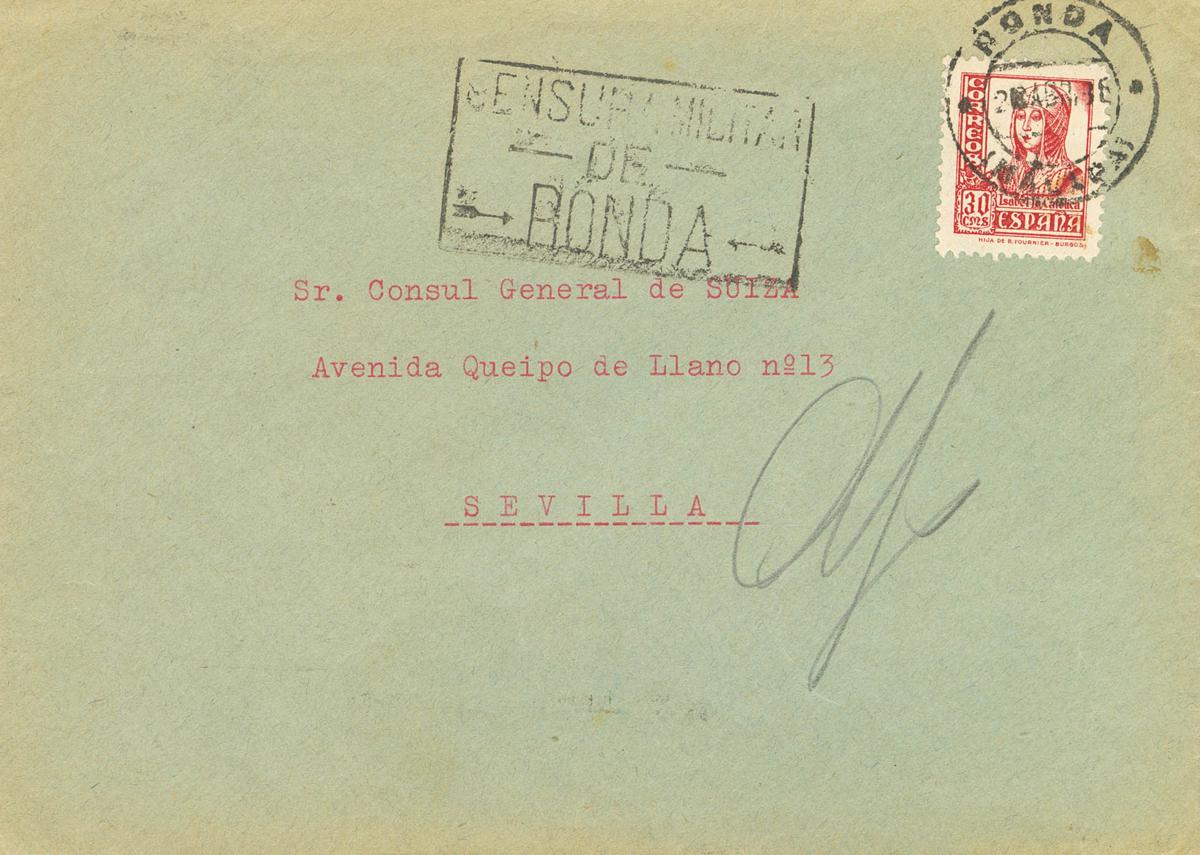 RONDA
CENSURA MILITAR
DE
RONDA
CORREOS
30
cms
Isabel la Católica
ESPAÑA
HIJA DE B. FOURNIER - BURGOS
Sr. Consul General de SUIZA
Avenida Queipo de Llano nº13
SEVILLA